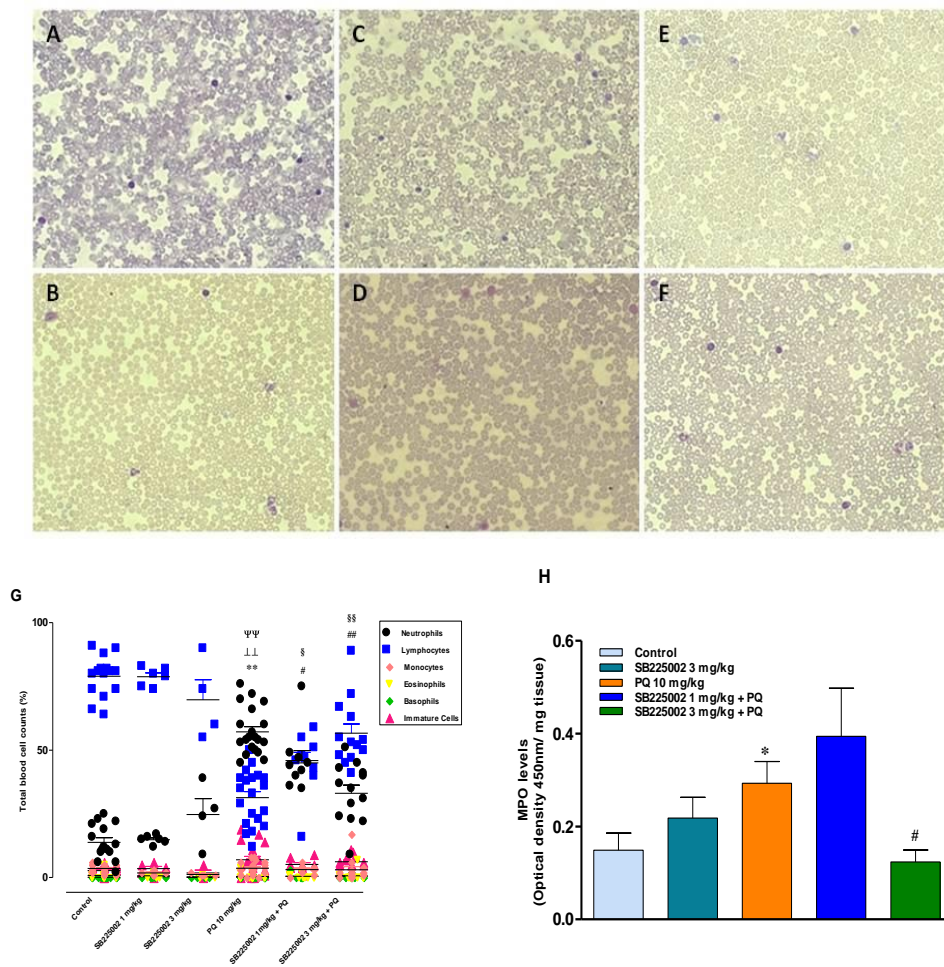 A
C
E
B
D
F
G
100
50
0
Total blood cell counts (%)
ΨΨ
⊥⊥
**
§
#
§§
##
Neutrophils
Lymphocytes
Monocytes
Eosinophils
Basophils
Immature Cells
Control
SB225002 1 mg/kg
SB225002 3 mg/kg
PQ 10 mg/kg
SB225002 1mg/kg + PQ
SB225002 3 mg/kg + PQ
H
0.6
0.4
0.2
0.0
MPO levels
(Optical density 450nm/ mg tissue)
Control
SB225002 3 mg/kg
PQ 10 mg/kg
SB225002 1 mg/kg + PQ
SB225002 3 mg/kg + PQ
*
#